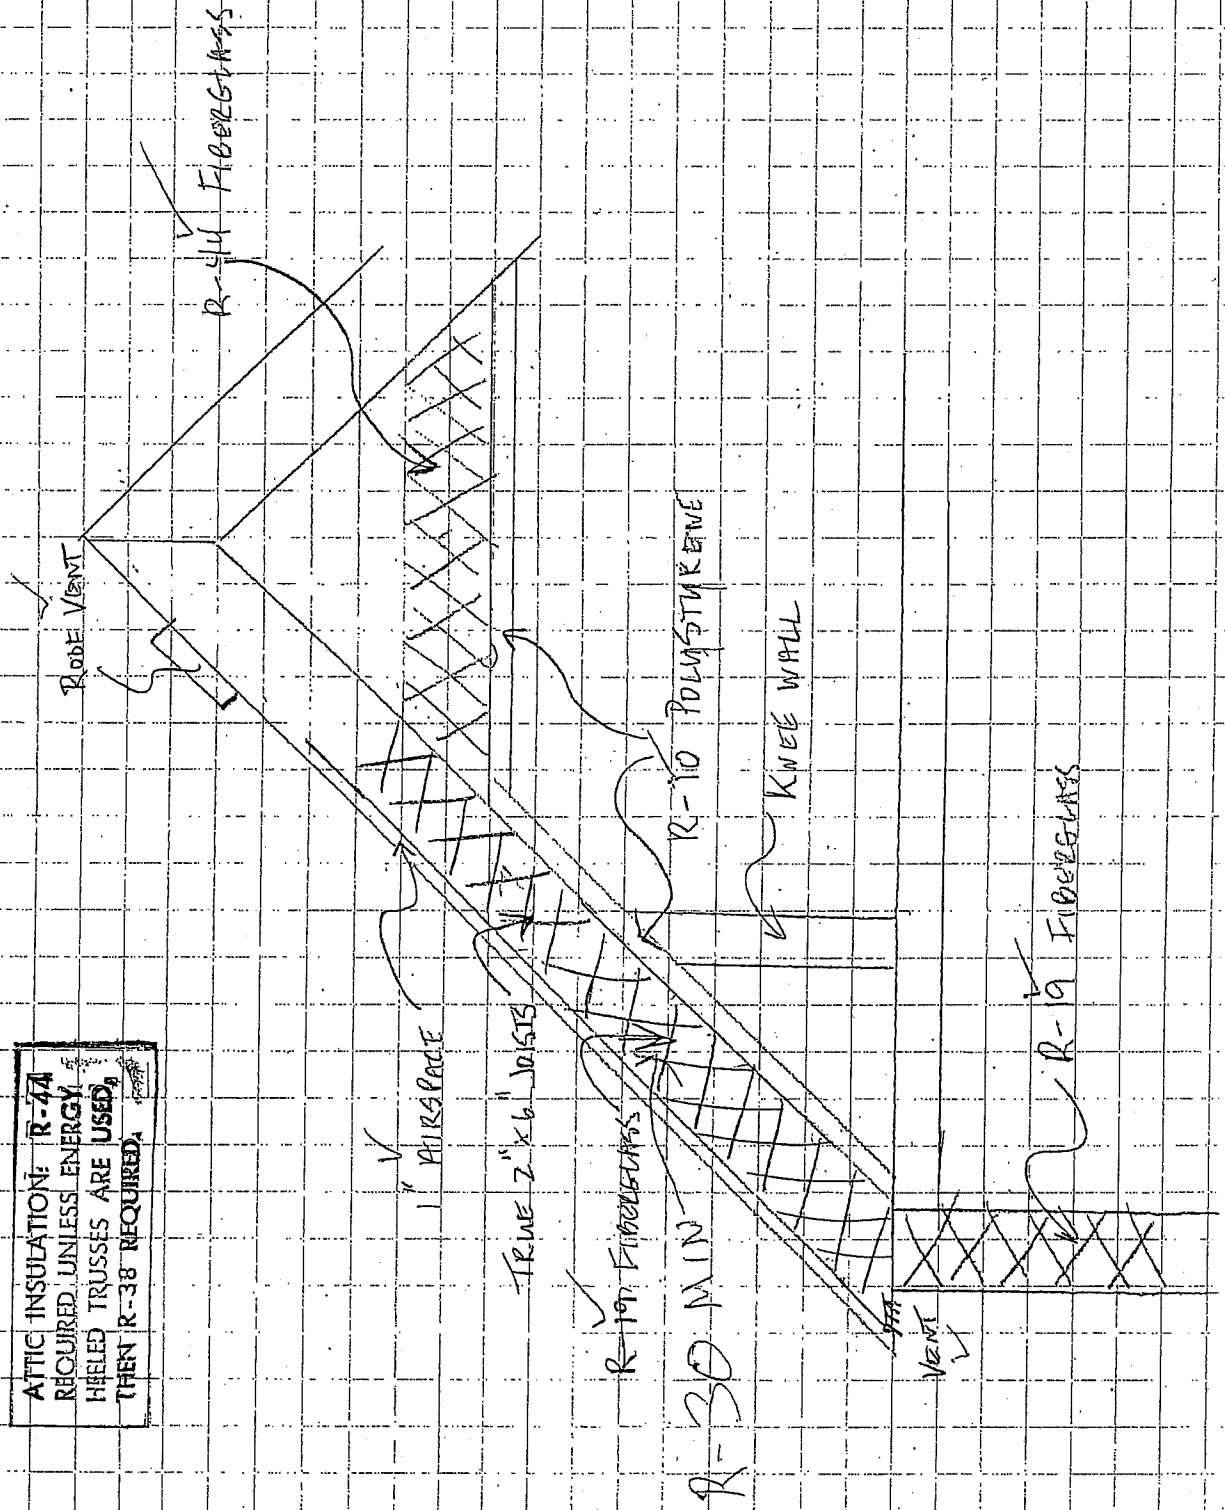 ATTIC INSULATION: R-44
REQUIRED UNLESS ENERGY
HEELED TRUSSES ARE USED,
THEN R-38 REQUIRED.
ROOF VENT
R-44 FIBERGLASS
1" AIRSPACE
TRUE 2"x6" JOISTS
R-19 FIBERGLASS
R-30 MIN
R-10 POLYSTYRENE
KNEE WALL
VENT
R-19 FIBERGLASS